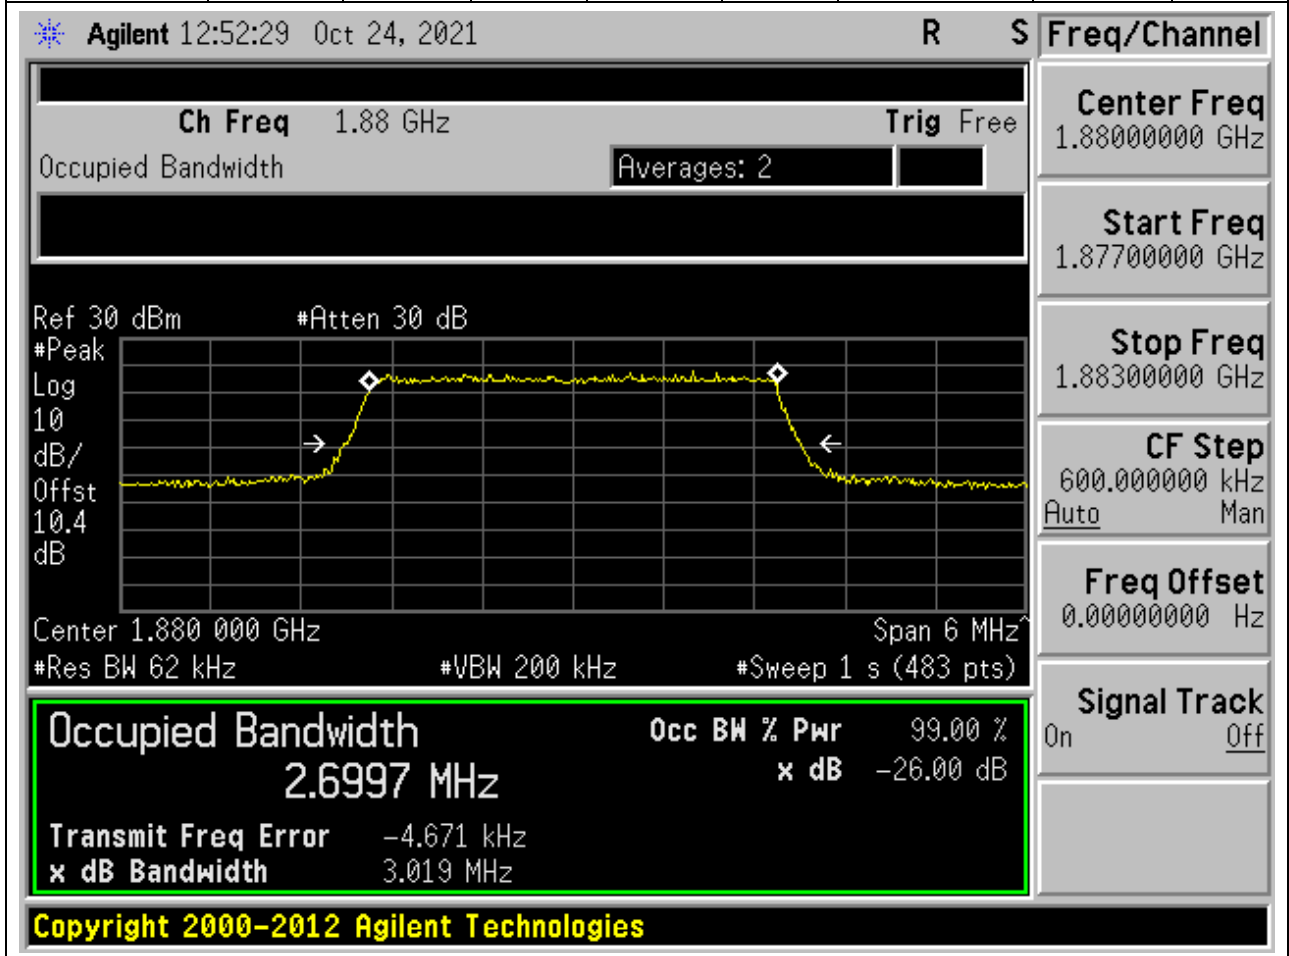 Agilent 12:52:29 Oct 24, 2021 R S
Freq/Channel
Ch Freq 1.88 GHz Trig Free
Occupied Bandwidth Averages: 2
Center Freq
1.88000000 GHz
Start Freq
1.87700000 GHz
Stop Freq
1.88300000 GHz
CF Step
600.000000 kHz
Auto Man
Freq Offset
0.00000000 Hz
Signal Track
On Off
Ref 30 dBm #Atten 30 dB
#Peak
Log
10
dB/
Offst
10.4
dB
Center 1.880 000 GHz Span 6 MHz^
#Res BW 62 kHz #VBW 200 kHz #Sweep 1 s (483 pts)
Occupied Bandwidth Occ BW % Pwr 99.00 %
2.6997 MHz x dB -26.00 dB
Transmit Freq Error -4.671 kHz
x dB Bandwidth 3.019 MHz
Copyright 2000-2012 Agilent Technologies